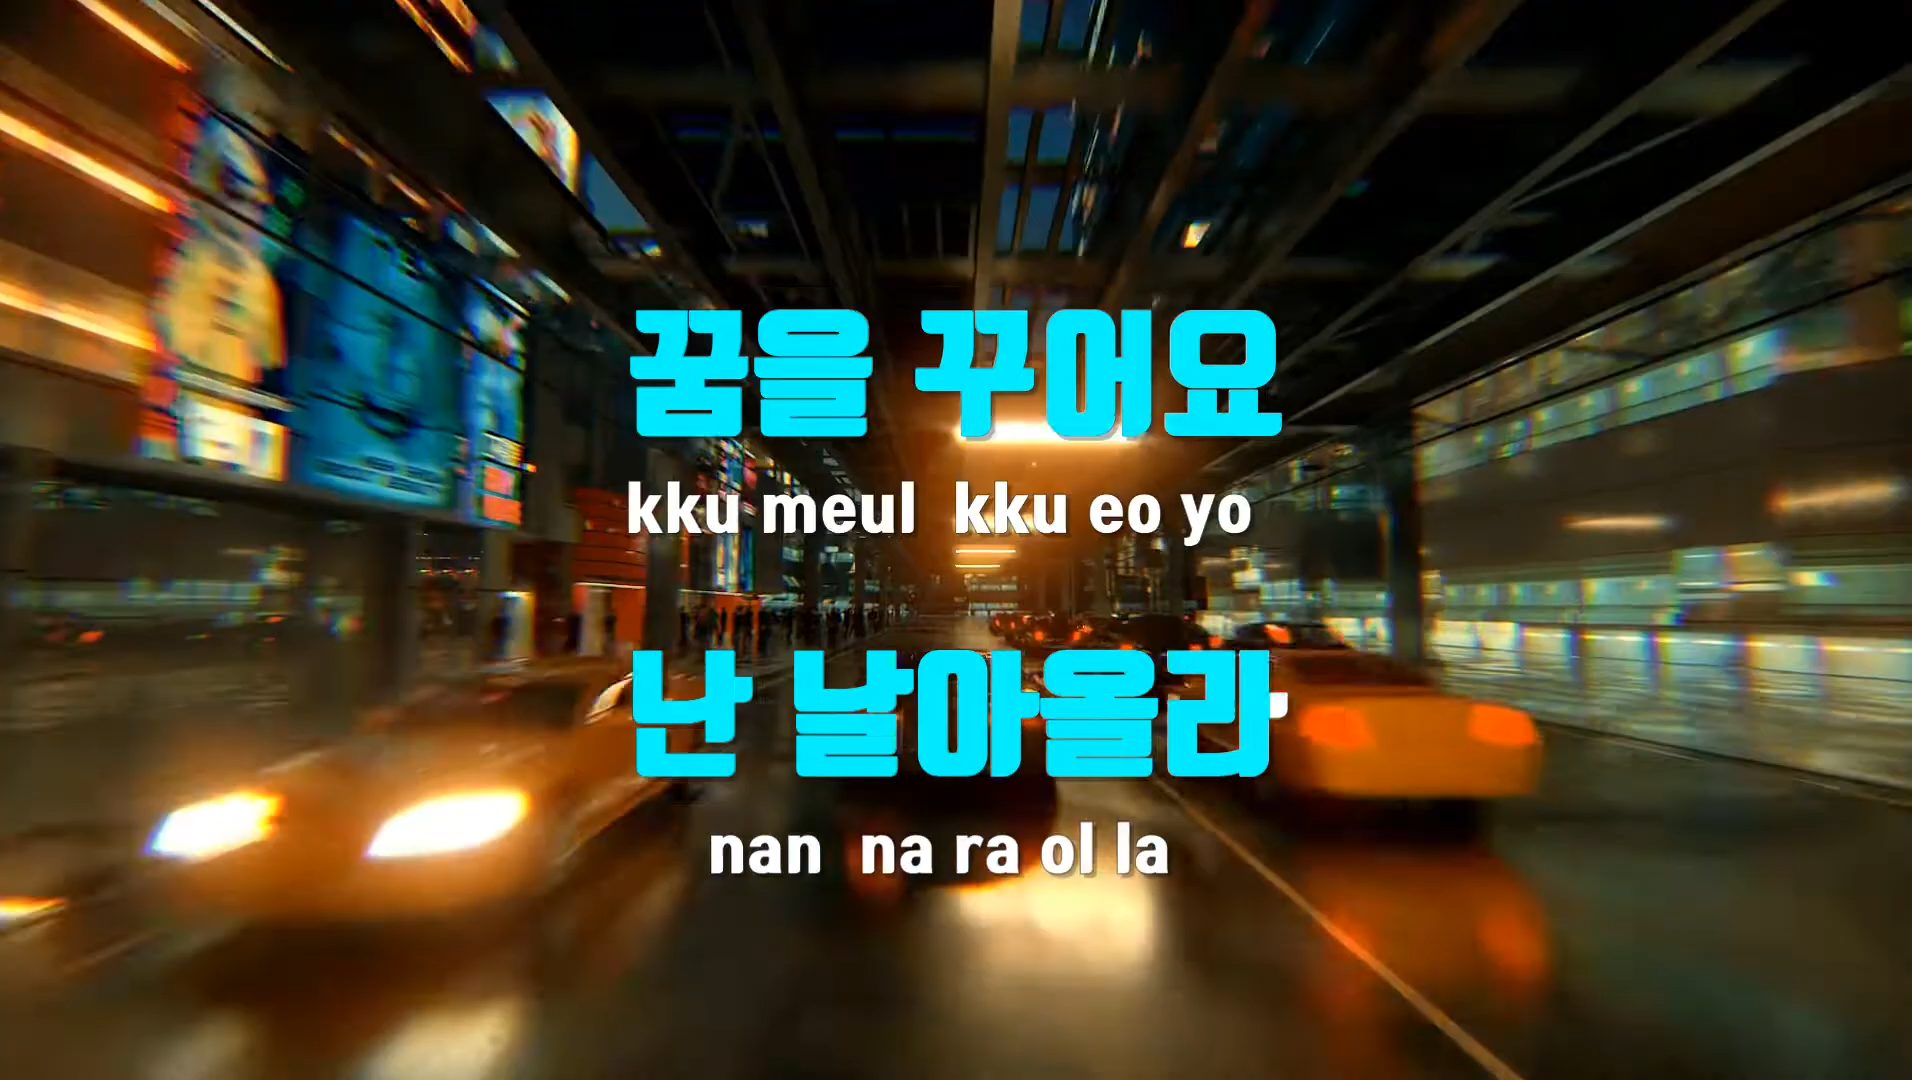 꿈을 꾸어요
kku meul kku eo yo
난 날아올라
nan na ra ol la